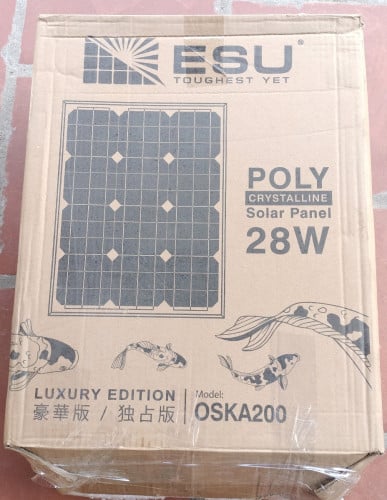 ESU®
TOUGHEST YET
POLY
CRYSTALLINE
Solar Panel
28W
LUXURY EDITION
豪華版 / 独占版
Model:
OSKA200